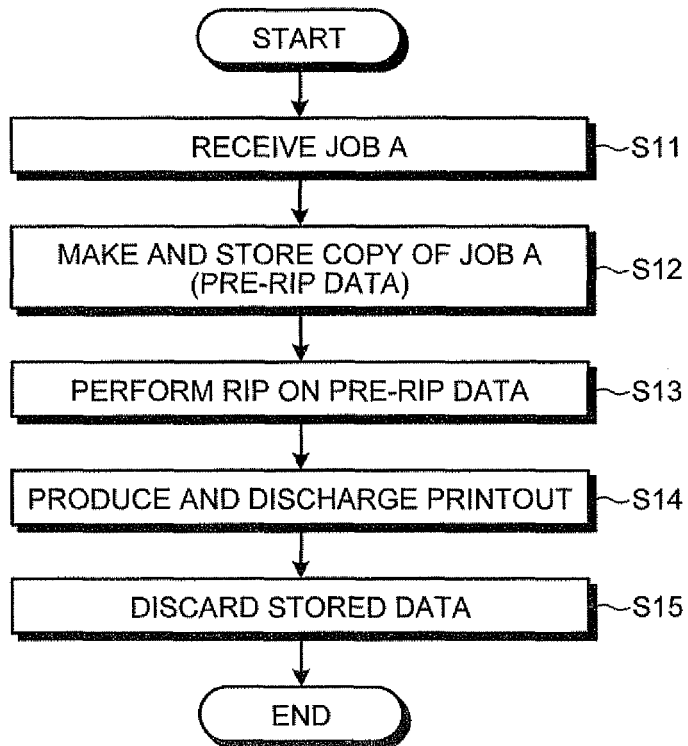 START
RECEIVE JOB A
S11
MAKE AND STORE COPY OF JOB A
(PRE-RIP DATA)
S12
PERFORM RIP ON PRE-RIP DATA
S13
PRODUCE AND DISCHARGE PRINTOUT
S14
DISCARD STORED DATA
S15
END